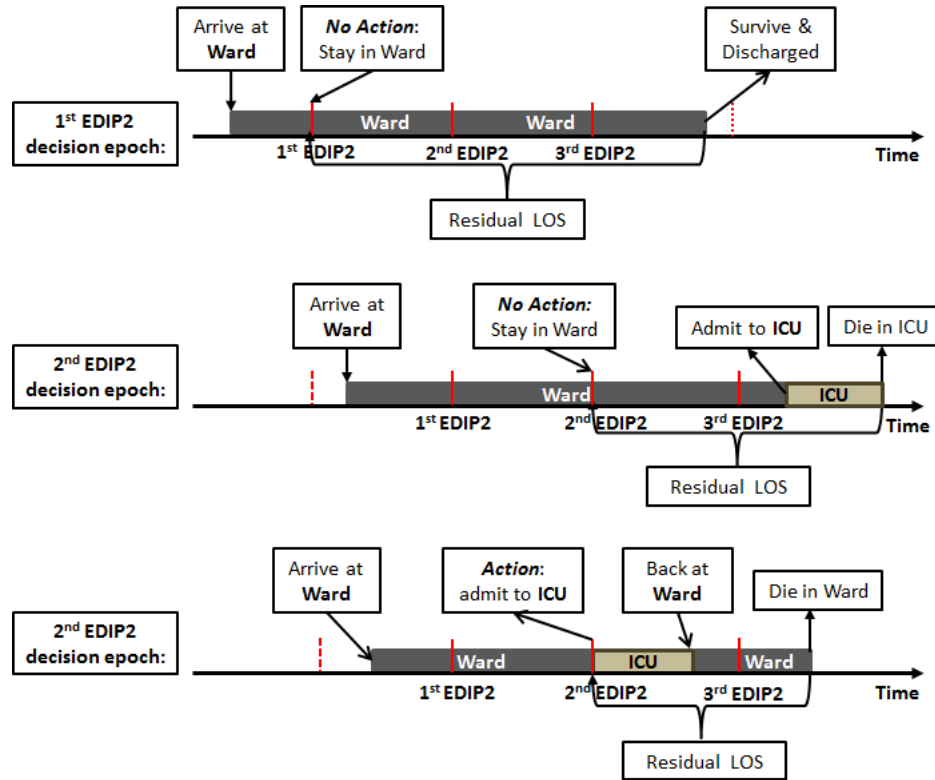 Arrive at
Ward
No Action:
Stay in Ward
Survive &
Discharged
1st EDIP2
decision epoch:
Ward
Ward
1st EDIP2
2nd EDIP2
3rd EDIP2
Time
Residual LOS
Arrive at
Ward
No Action:
Stay in Ward
Admit to ICU
Die in ICU
2nd EDIP2
decision epoch:
Ward
ICU
1st EDIP2
2nd EDIP2
3rd EDIP2
Time
Residual LOS
Arrive at
Ward
Action:
admit to ICU
Back at
Ward
Die in Ward
2nd EDIP2
decision epoch:
Ward
ICU
Ward
1st EDIP2
2nd EDIP2
3rd EDIP2
Time
Residual LOS